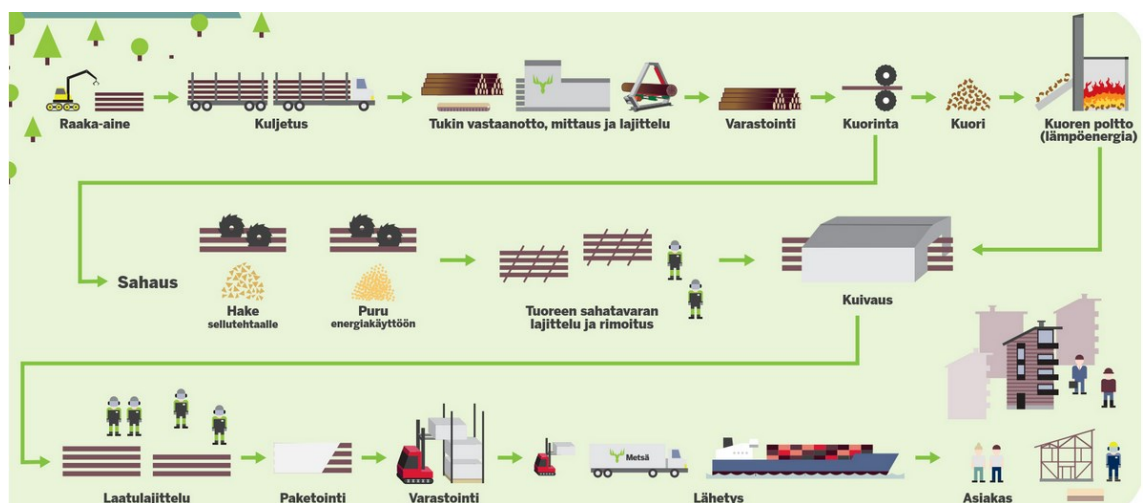 Raaka-aine
Kuljetus
Tukin vastaanotto, mittaus ja lajittelu
Varastointi
Kuorinta
Kuori
Kuoren poltto
(lämpöenergia)
Sahaus
Hake
sellutehtaalle
Puru
energiakäyttöön
Tuoreen sahatavaran
lajittelu ja rimoitus
Kuivaus
Laatulajittelu
Paketointi
Varastointi
Metsä
Lähetys
Asiakas